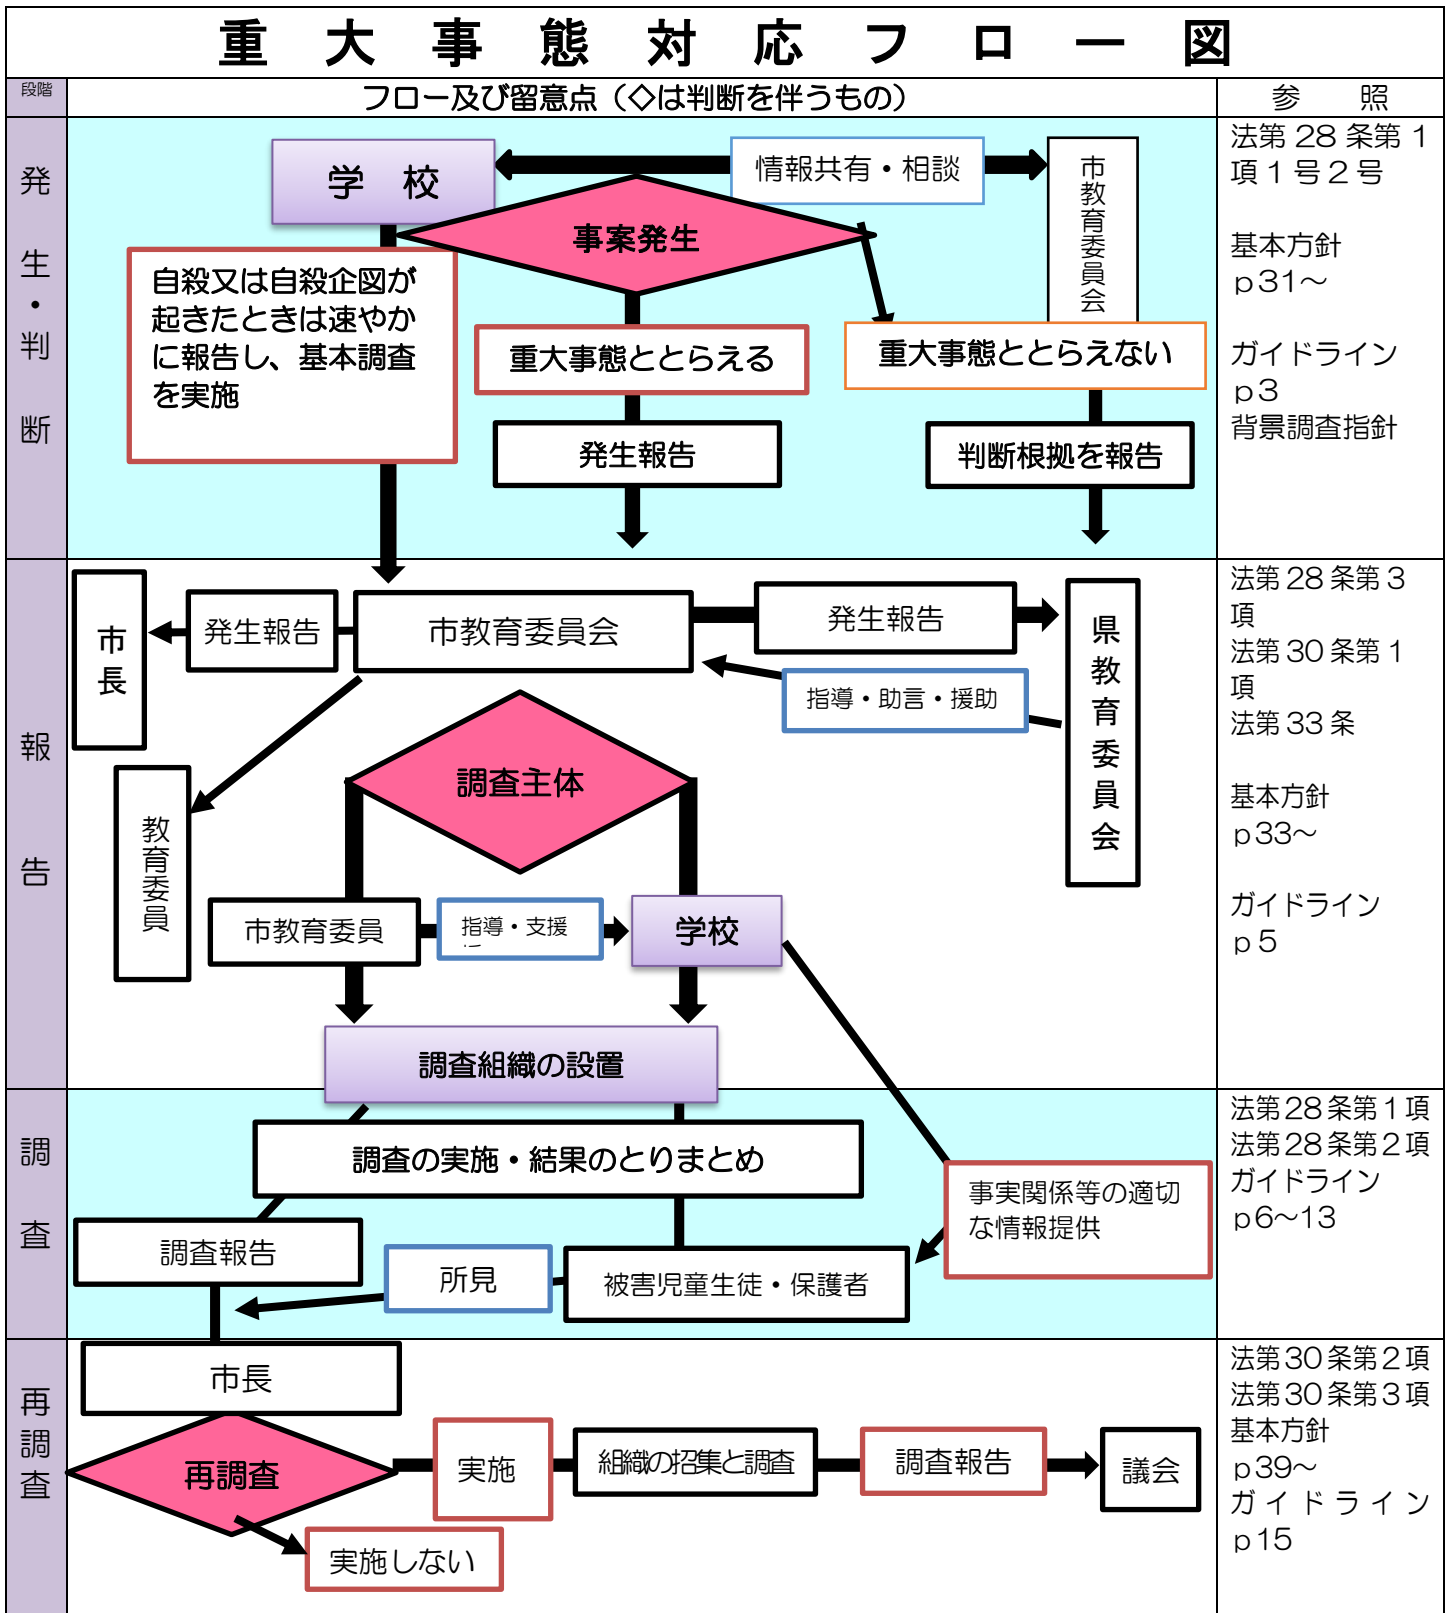 重大事態対応フロー図
段階
フロー及び留意点(◇は判断を伴うもの)
参照
発生・判断
学校
情報共有・相談
市教育委員会
事案発生
自殺又は自殺企図が
起きたときは速やか
に報告し、基本調査
を実施
重大事態ととらえる
重大事態ととらえない
発生報告
判断根拠を報告
法第28条第1
項1号2号
基本方針
p31~
ガイドライン
p3
背景調査指針
報告
市長
発生報告
市教育委員会
発生報告
県教育委員会
指導・助言・援助
調査主体
教育委員
市教育委員
指導・支援
学校
調査組織の設置
法第28条第3
項
法第30条第1
項
法第33条
基本方針
p33~
ガイドライン
p5
調査
調査の実施・結果のとりまとめ
事実関係等の適切
な情報提供
調査報告
所見
被害児童生徒・保護者
法第28条第1項
法第28条第2項
ガイドライン
p6~13
再調査
市長
再調査
実施
組織の招集と調査
調査報告
議会
実施しない
法第30条第2項
法第30条第3項
基本方針
p39~
ガイドライン
p15